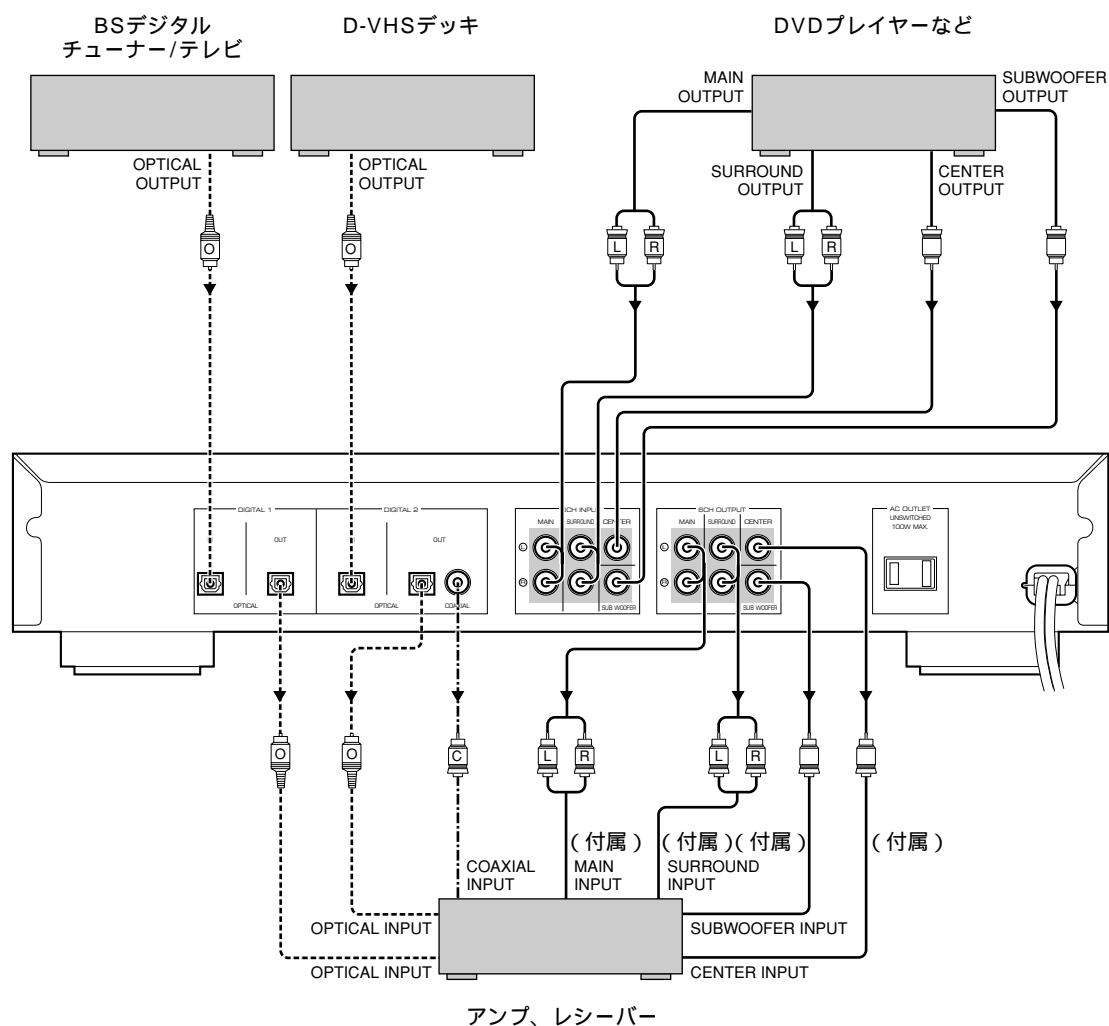 BSデジタル
チューナー/テレビ
D-VHSデッキ
DVDプレイヤーなど
MAIN
OUTPUT
SUBWOOFER
OUTPUT
OPTICAL
OUTPUT
OPTICAL
OUTPUT
SURROUND
OUTPUT
CENTER
OUTPUT
O
O
L
R
L
R
DIGITAL 1
DIGITAL 2
6CH INPUT
6CH OUTPUT
AC OUTLET
UNSWITCHED
100W MAX.
OUT
OUT
MAIN
SURROUND
CENTER
MAIN
SURROUND
CENTER
L
L
R
R
OPTICAL
OPTICAL
COAXIAL
SUB WOOFER
SUB WOOFER
O
O
C
L
R
L
R
(付属)
(付属)
(付属)
(付属)
COAXIAL
INPUT
MAIN
INPUT
SURROUND
INPUT
OPTICAL INPUT
SUBWOOFER INPUT
OPTICAL INPUT
CENTER INPUT
アンプ、レシーバー